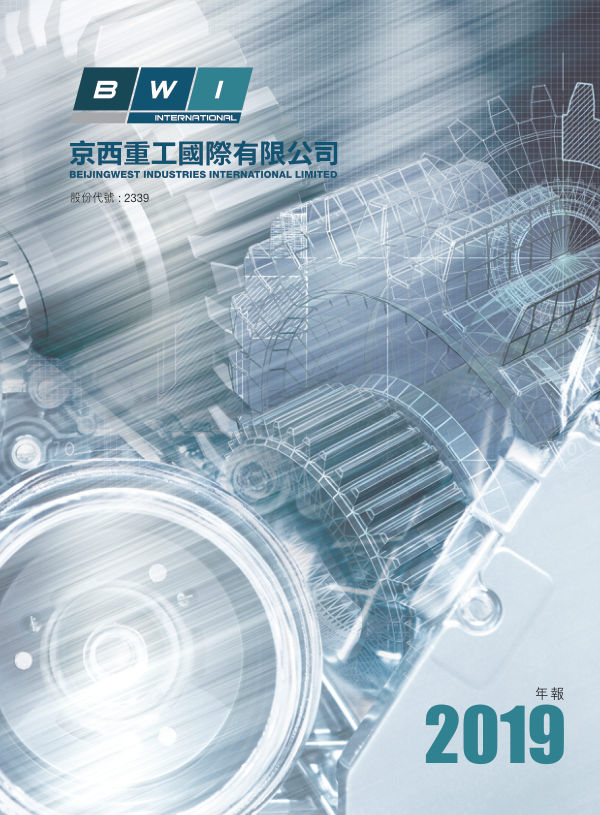 BWI
INTERNATIONAL
京西重工國際有限公司
BEIJINGWEST INDUSTRIES INTERNATIONAL LIMITED
股份代號 : 2339
年報
2019